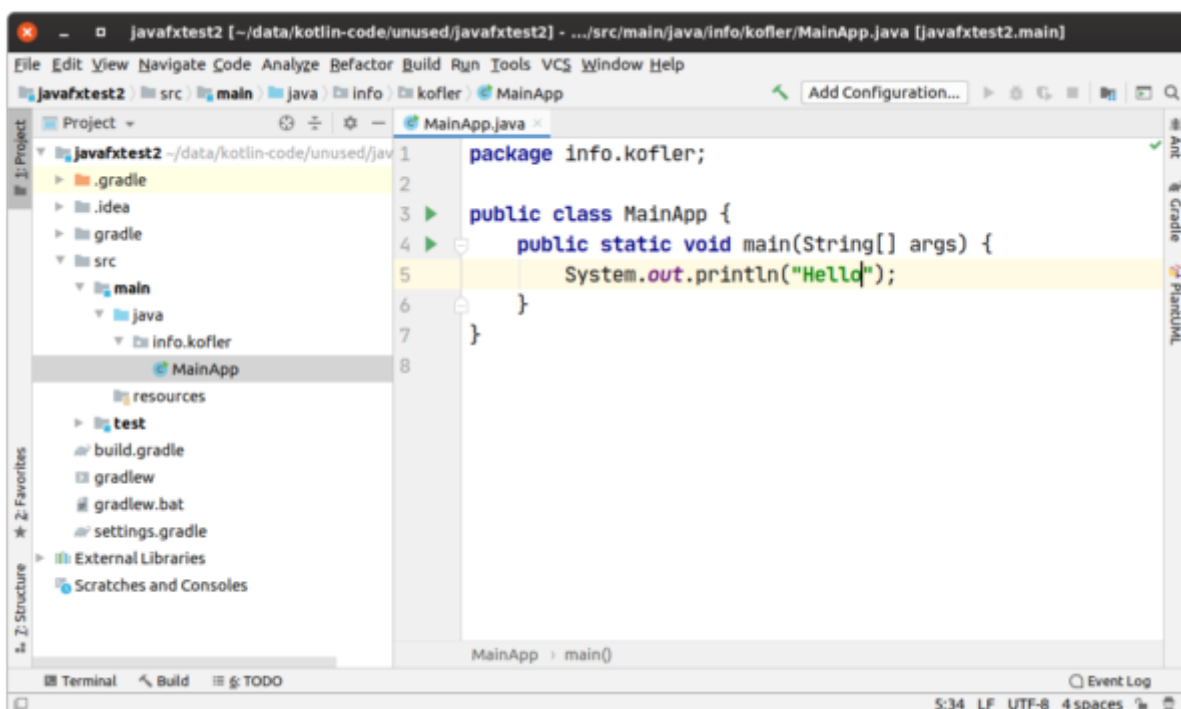 javafxtest2 [~/data/kotlin-code/unused/javafxtest2] - .../src/main/java/info/kofler/MainApp.java [javafxtest2.main]
File Edit View Navigate Code Analyze Refactor Build Run Tools VCS Window Help
javafxtest2 src main java info kofler MainApp Add Configuration...
1: Project
Project
javafxtest2 ~/data/kotlin-code/unused/jav
.gradle
.idea
gradle
src
main
java
info.kofler
MainApp
resources
test
build.gradle
gradlew
gradlew.bat
settings.gradle
External Libraries
Scratches and Consoles
2: Favorites
7: Structure
MainApp.java
1 package info.kofler;
2
3 public class MainApp {
4 public static void main(String[] args) {
5 System.out.println("Hello");
6 }
7 }
8
MainApp › main()
Ant
Gradle
PlantUML
Terminal Build 6: TODO Event Log
5:34 LF UTF-8 4 spaces